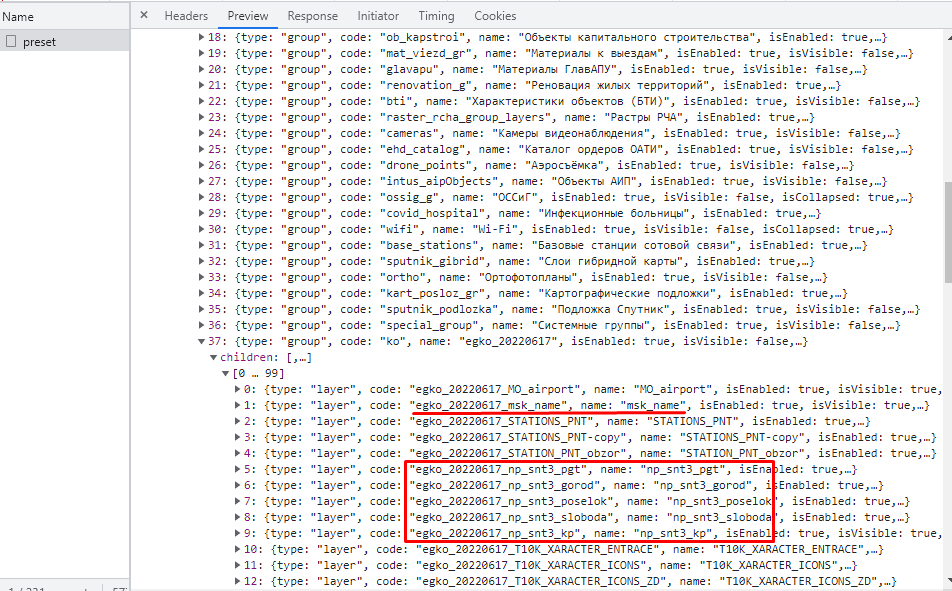 Name
× Headers Preview Response Initiator Timing Cookies
preset
▶18: {type: "group", code: "ob_kapstroi", name: "Объекты капитального строительства", isEnabled: true,…}
▶19: {type: "group", code: "mat_viezd_gr", name: "Материалы к выездам", isEnabled: true, isVisible: false,…}
▶20: {type: "group", code: "glavapu", name: "Материалы ГлавАПУ", isEnabled: true, isVisible: false,…}
▶21: {type: "group", code: "renovation_g", name: "Реновация жилых территорий", isEnabled: true,…}
▶22: {type: "group", code: "bti", name: "Характеристики объектов (БТИ)", isEnabled: true, isVisible: false,…}
▶23: {type: "group", code: "raster_rcha_group_layers", name: "Растры РЧА", isEnabled: true,…}
▶24: {type: "group", code: "cameras", name: "Камеры видеонаблюдения", isEnabled: true, isVisible: false,…}
▶25: {type: "group", code: "ehd_catalog", name: "Каталог ордеров ОАТИ", isEnabled: true, isVisible: false,…}
▶26: {type: "group", code: "drone_points", name: "Аэросъёмка", isEnabled: true, isVisible: false,…}
▶27: {type: "group", code: "intus_aipObjects", name: "Объекты АИП", isEnabled: true, isVisible: false,…}
▶28: {type: "group", code: "ossig_g", name: "ОССиГ", isEnabled: true, isVisible: false, isCollapsed: true,…}
▶29: {type: "group", code: "covid_hospital", name: "Инфекционные больницы", isEnabled: true,…}
▶30: {type: "group", code: "wifi", name: "Wi-Fi", isEnabled: true, isVisible: false, isCollapsed: true,…}
▶31: {type: "group", code: "base_stations", name: "Базовые станции сотовой связи", isEnabled: true,…}
▶32: {type: "group", code: "sputnik_gibrid", name: "Слои гибридной карты", isEnabled: true,…}
▶33: {type: "group", code: "ortho", name: "Ортофотопланы", isEnabled: true, isVisible: false,…}
▶34: {type: "group", code: "kart_posloz_gr", name: "Картографические подложки", isEnabled: true,…}
▶35: {type: "group", code: "sputnik_podlozka", name: "Подложка Спутник", isEnabled: true,…}
▶36: {type: "group", code: "special_group", name: "Системные группы", isEnabled: true,…}
▼37: {type: "group", code: "ko", name: "egko_20220617", isEnabled: true, isVisible: false,…}
▼children: [,…]
▼[0 … 99]
▶0: {type: "layer", code: "egko_20220617_MO_airport", name: "MO_airport", isEnabled: true, isVisible: true,
▶1: {type: "layer", code: "egko_20220617_msk_name", name: "msk_name", isEnabled: true, isVisible: true,…}
▶2: {type: "layer", code: "egko_20220617_STATIONS_PNT", name: "STATIONS_PNT", isEnabled: true,…}
▶3: {type: "layer", code: "egko_20220617_STATIONS_PNT-copy", name: "STATIONS_PNT-copy", isEnabled: true,…}
▶4: {type: "layer", code: "egko_20220617_STATION_PNT_obzor", name: "STATION_PNT_obzor", isEnabled: true,…}
▶5: {type: "layer", code: "egko_20220617_np_snt3_pgt", name: "np_snt3_pgt", isEnabled: true,…}
▶6: {type: "layer", code: "egko_20220617_np_snt3_gorod", name: "np_snt3_gorod", isEnabled: true,…}
▶7: {type: "layer", code: "egko_20220617_np_snt3_poselok", name: "np_snt3_poselok", isEnabled: true,…}
▶8: {type: "layer", code: "egko_20220617_np_snt3_sloboda", name: "np_snt3_sloboda", isEnabled: true,…}
▶9: {type: "layer", code: "egko_20220617_np_snt3_kp", name: "np_snt3_kp", isEnabled: true, isVisible: true,
▶10: {type: "layer", code: "egko_20220617_T10K_XARACTER_ENTRACE", name: "T10K_XARACTER_ENTRACE",…}
▶11: {type: "layer", code: "egko_20220617_T10K_XARACTER_ICONS", name: "T10K_XARACTER_ICONS",…}
▶12: {type: "layer", code: "egko_20220617_T10K_XARACTER_ICONS_ZD", name: "T10K_XARACTER_ICONS_ZD",…}